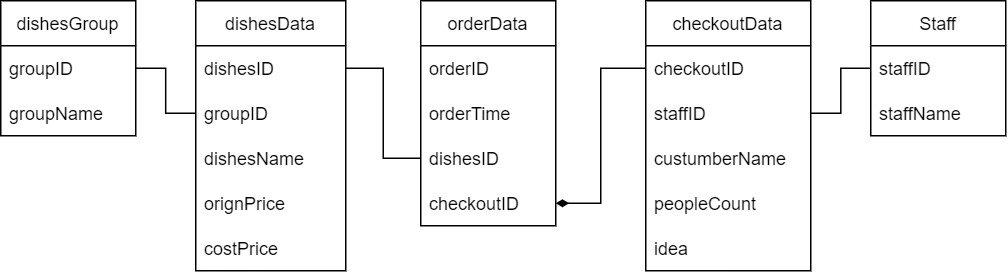 dishesGroup
groupID
groupName
dishesData
dishesID
groupID
dishesName
orignPrice
costPrice
orderData
orderID
orderTime
dishesID
checkoutID
checkoutData
checkoutID
staffID
custumberName
peopleCount
idea
Staff
staffID
staffName